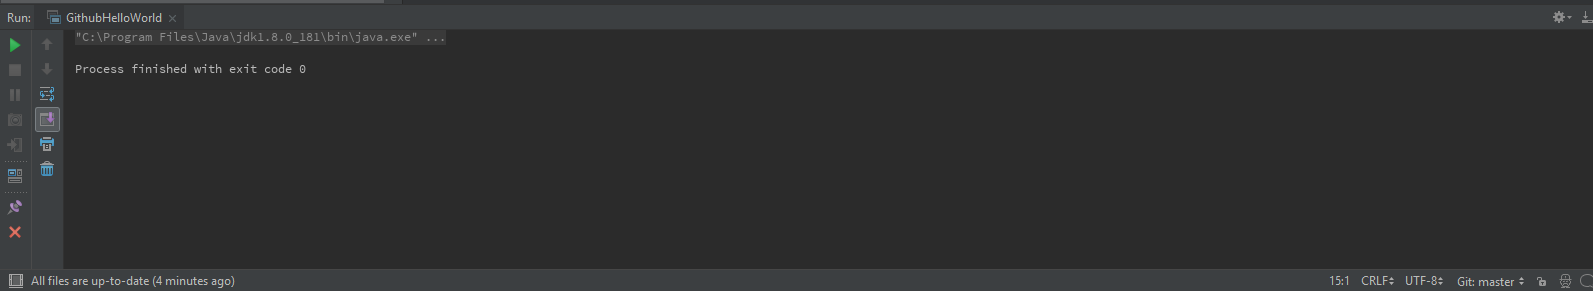 Run: GithubHelloWorld
"C:\Program Files\Java\jdk1.8.0_181\bin\java.exe" ...
Process finished with exit code 0
All files are up-to-date (4 minutes ago) 15:1 CRLF UTF-8 Git: master